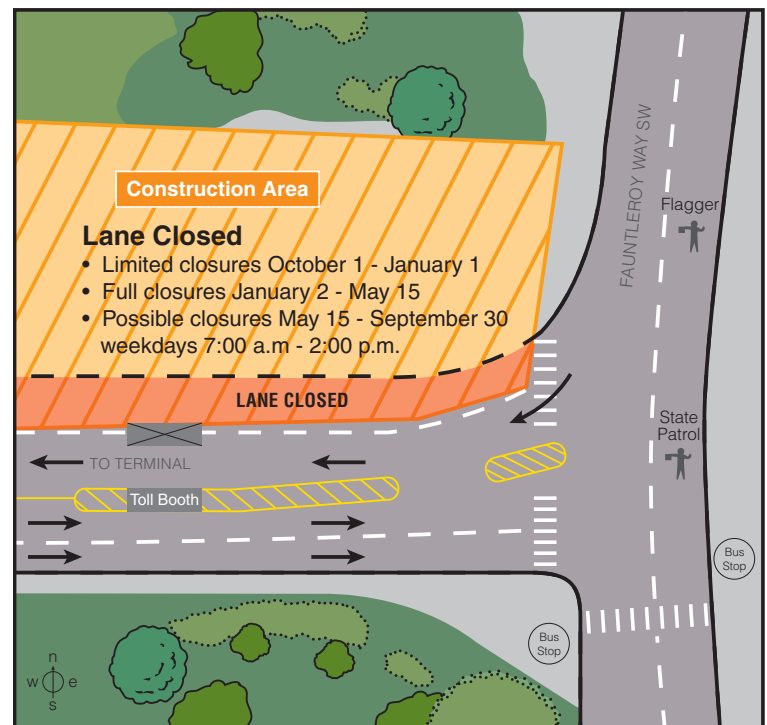 FAUNTLEROY WAY SW
Construction Area
Flagger
Lane Closed
• Limited closures October 1 - January 1
• Full closures January 2 - May 15
• Possible closures May 15 - September 30
weekdays 7:00 a.m - 2:00 p.m.
LANE CLOSED
State
Patrol
TO TERMINAL
Toll Booth
Bus
Stop
Bus
Stop
n
w e
s